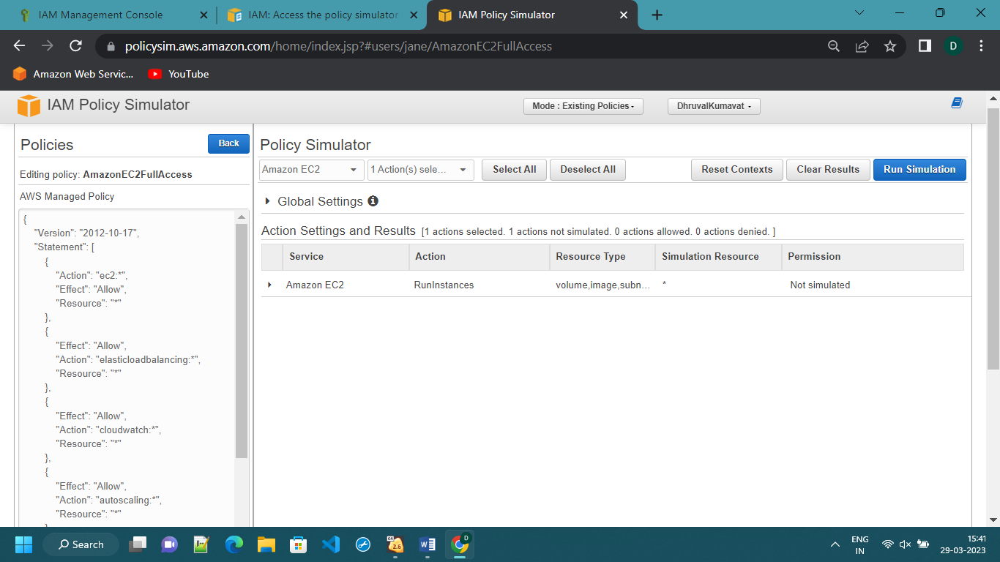 IAM Management Console
IAM: Access the policy simulator
IAM Policy Simulator
policysim.aws.amazon.com/home/index.jsp?#users/jane/AmazonEC2FullAccess
D
Amazon Web Servic...
YouTube
IAM Policy Simulator
Mode : Existing Policies
DhruvalKumavat
Policies
Back
Editing policy: AmazonEC2FullAccess
AWS Managed Policy
{
"Version": "2012-10-17",
"Statement": [
{
"Action": "ec2:*",
"Effect": "Allow",
"Resource": "*"
},
{
"Effect": "Allow",
"Action": "elasticloadbalancing:*",
"Resource": "*"
},
{
"Effect": "Allow",
"Action": "cloudwatch:*",
"Resource": "*"
},
{
"Effect": "Allow",
"Action": "autoscaling:*",
"Resource": "*"
Policy Simulator
Amazon EC2
1 Action(s) sele...
Select All
Deselect All
Reset Contexts
Clear Results
Run Simulation
Global Settings
Action Settings and Results [1 actions selected. 1 actions not simulated. 0 actions allowed. 0 actions denied. ]
Service Action Resource Type Simulation Resource Permission
Amazon EC2 RunInstances volume,image,subn... * Not simulated
Search
2.6
D
ENG
IN
15:41
29-03-2023